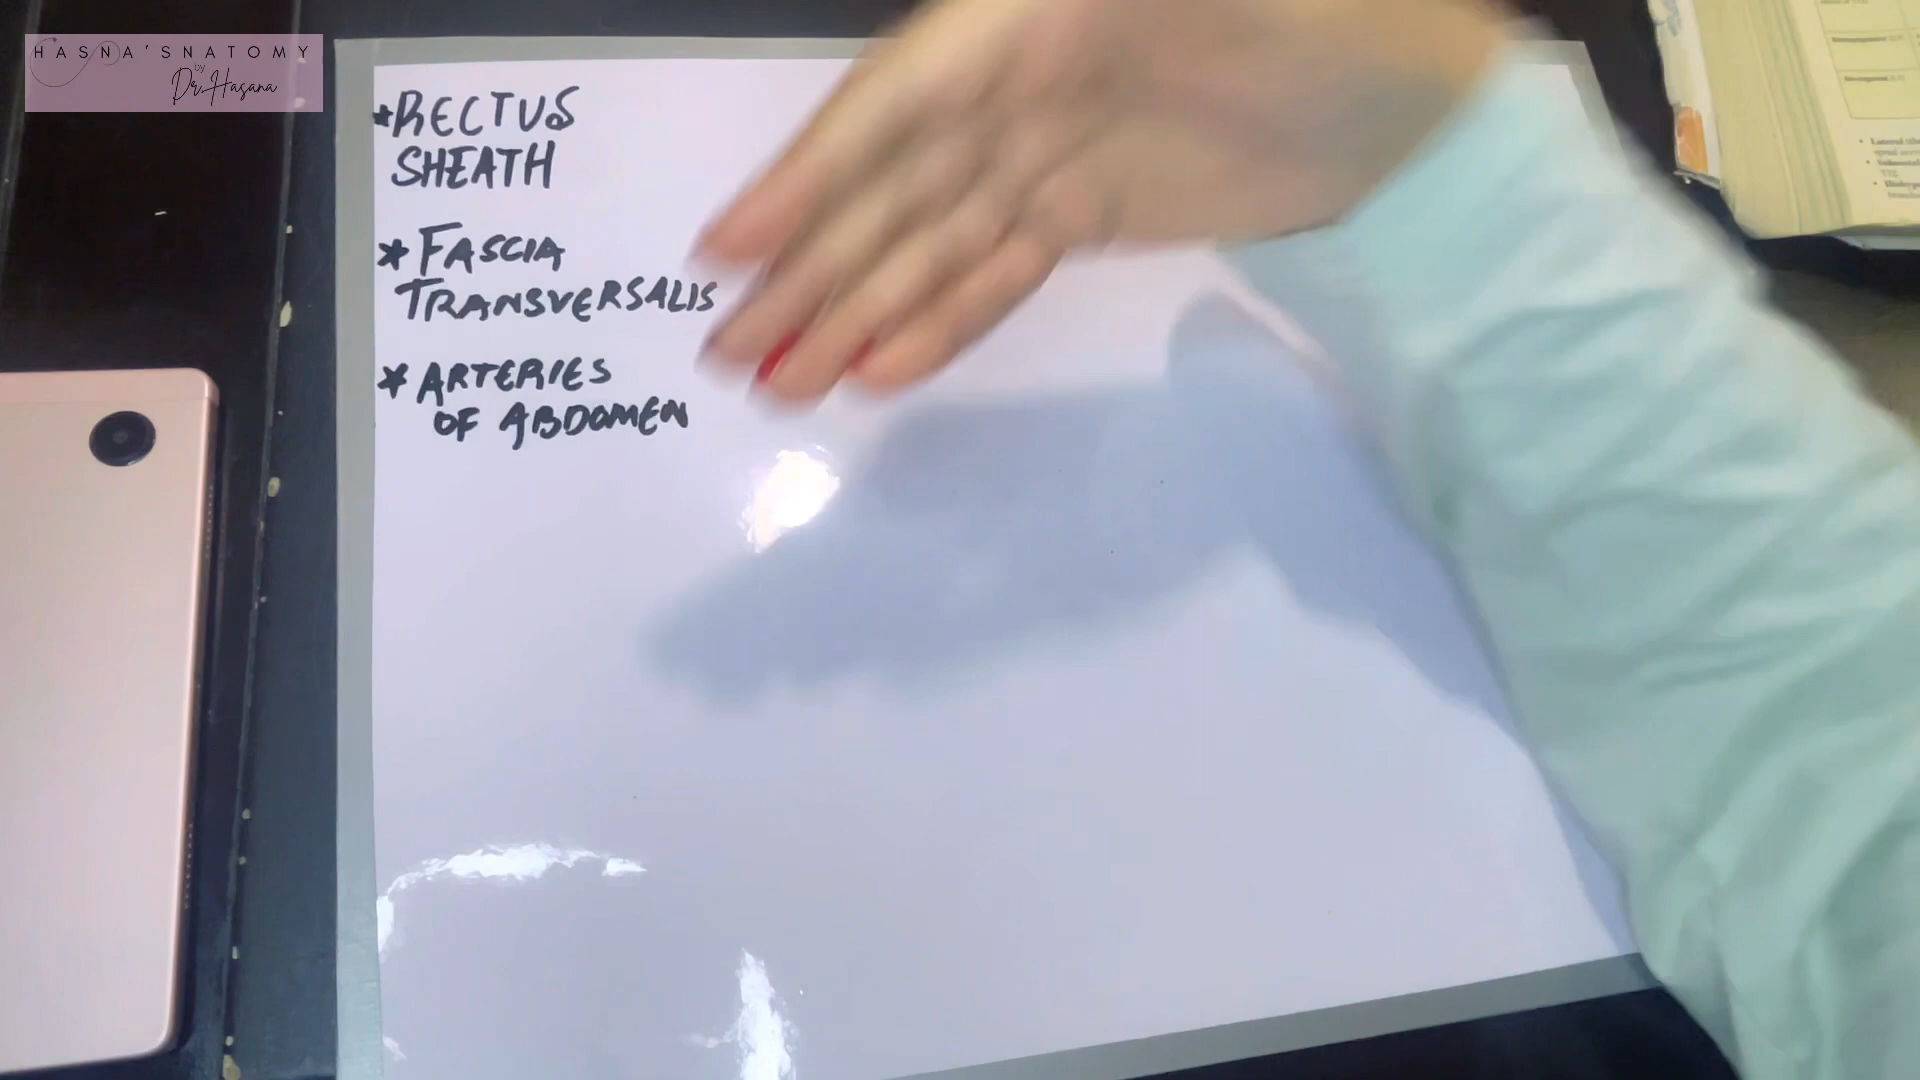 HASNA'SNATOMY
by
Dr.Hasana
*RECTUS
SHEATH
* FASCIA
TRANSVERSALIS
* ARTERIES
OF ABDOMEN